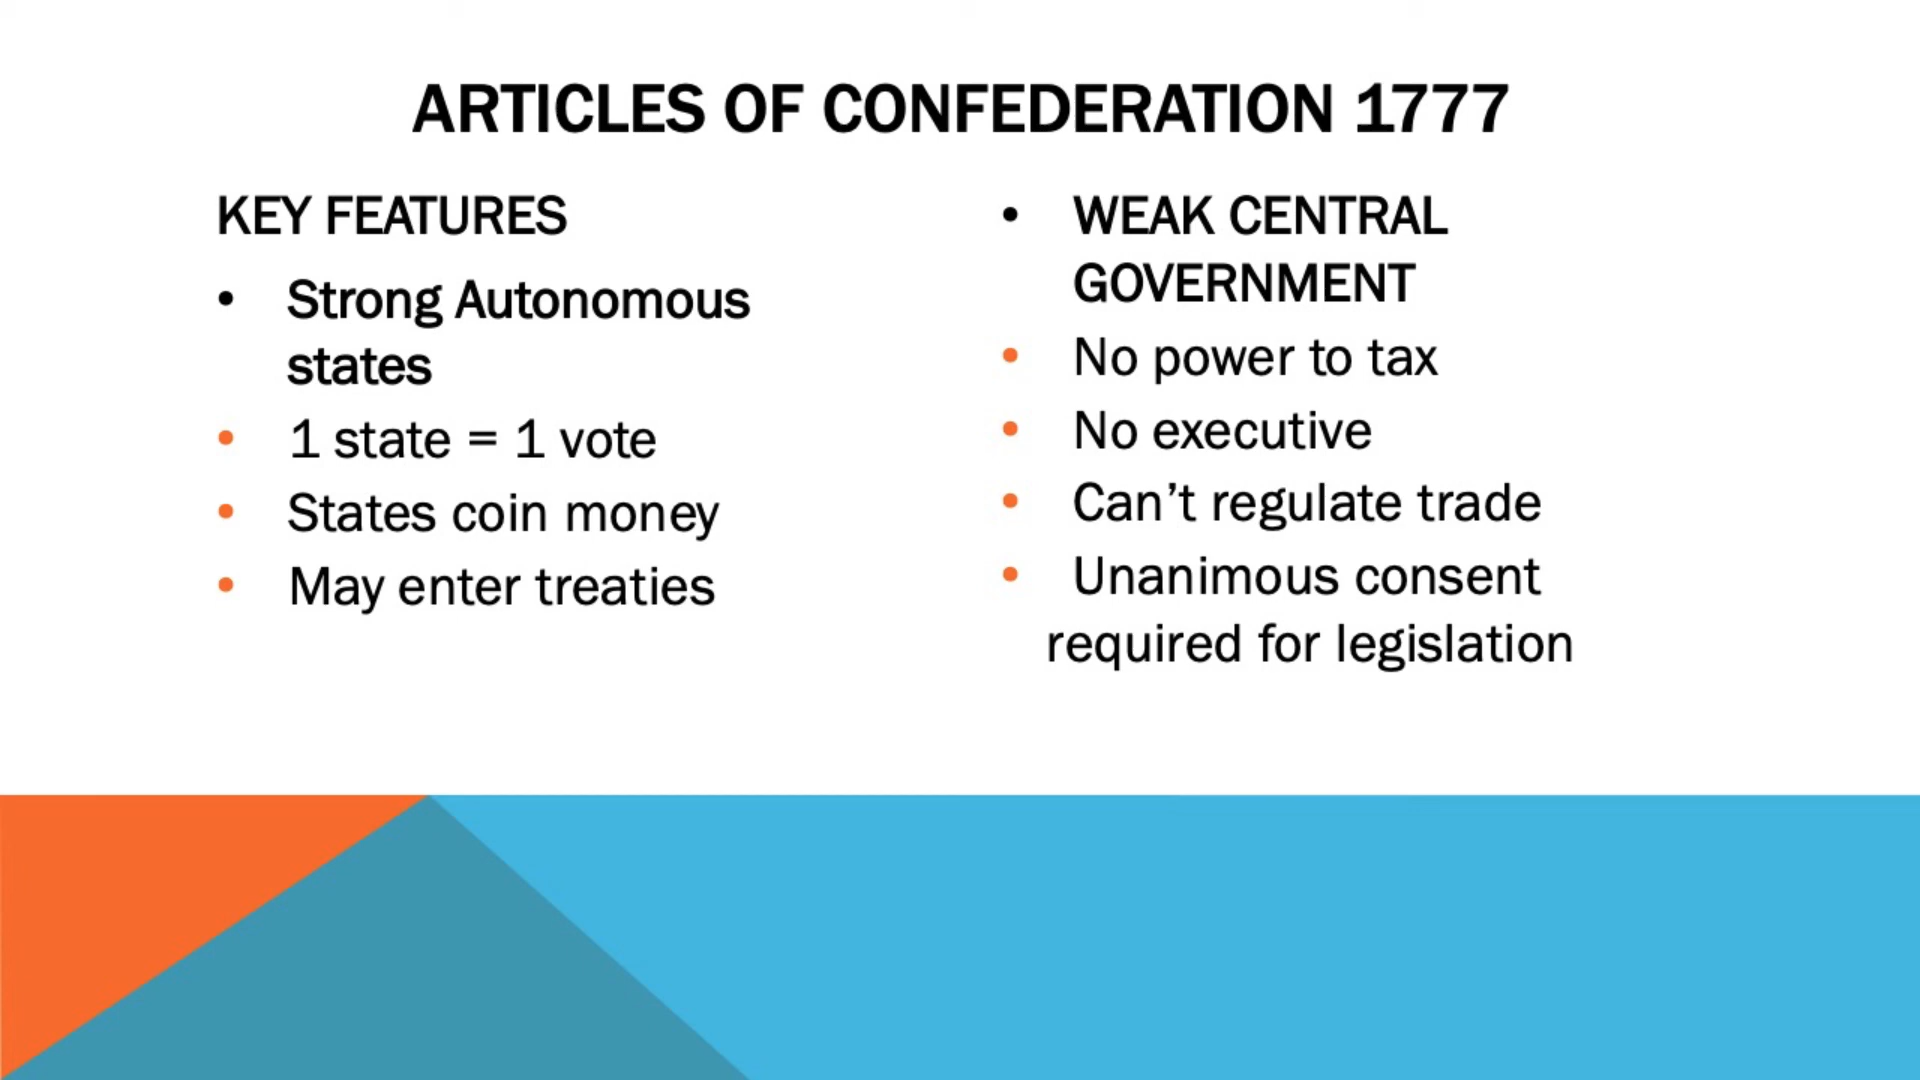 ARTICLES OF CONFEDERATION 1777
KEY FEATURES
• Strong Autonomous
states
• 1 state = 1 vote
• States coin money
• May enter treaties
• WEAK CENTRAL
GOVERNMENT
• No power to tax
• No executive
• Can’t regulate trade
• Unanimous consent
required for legislation